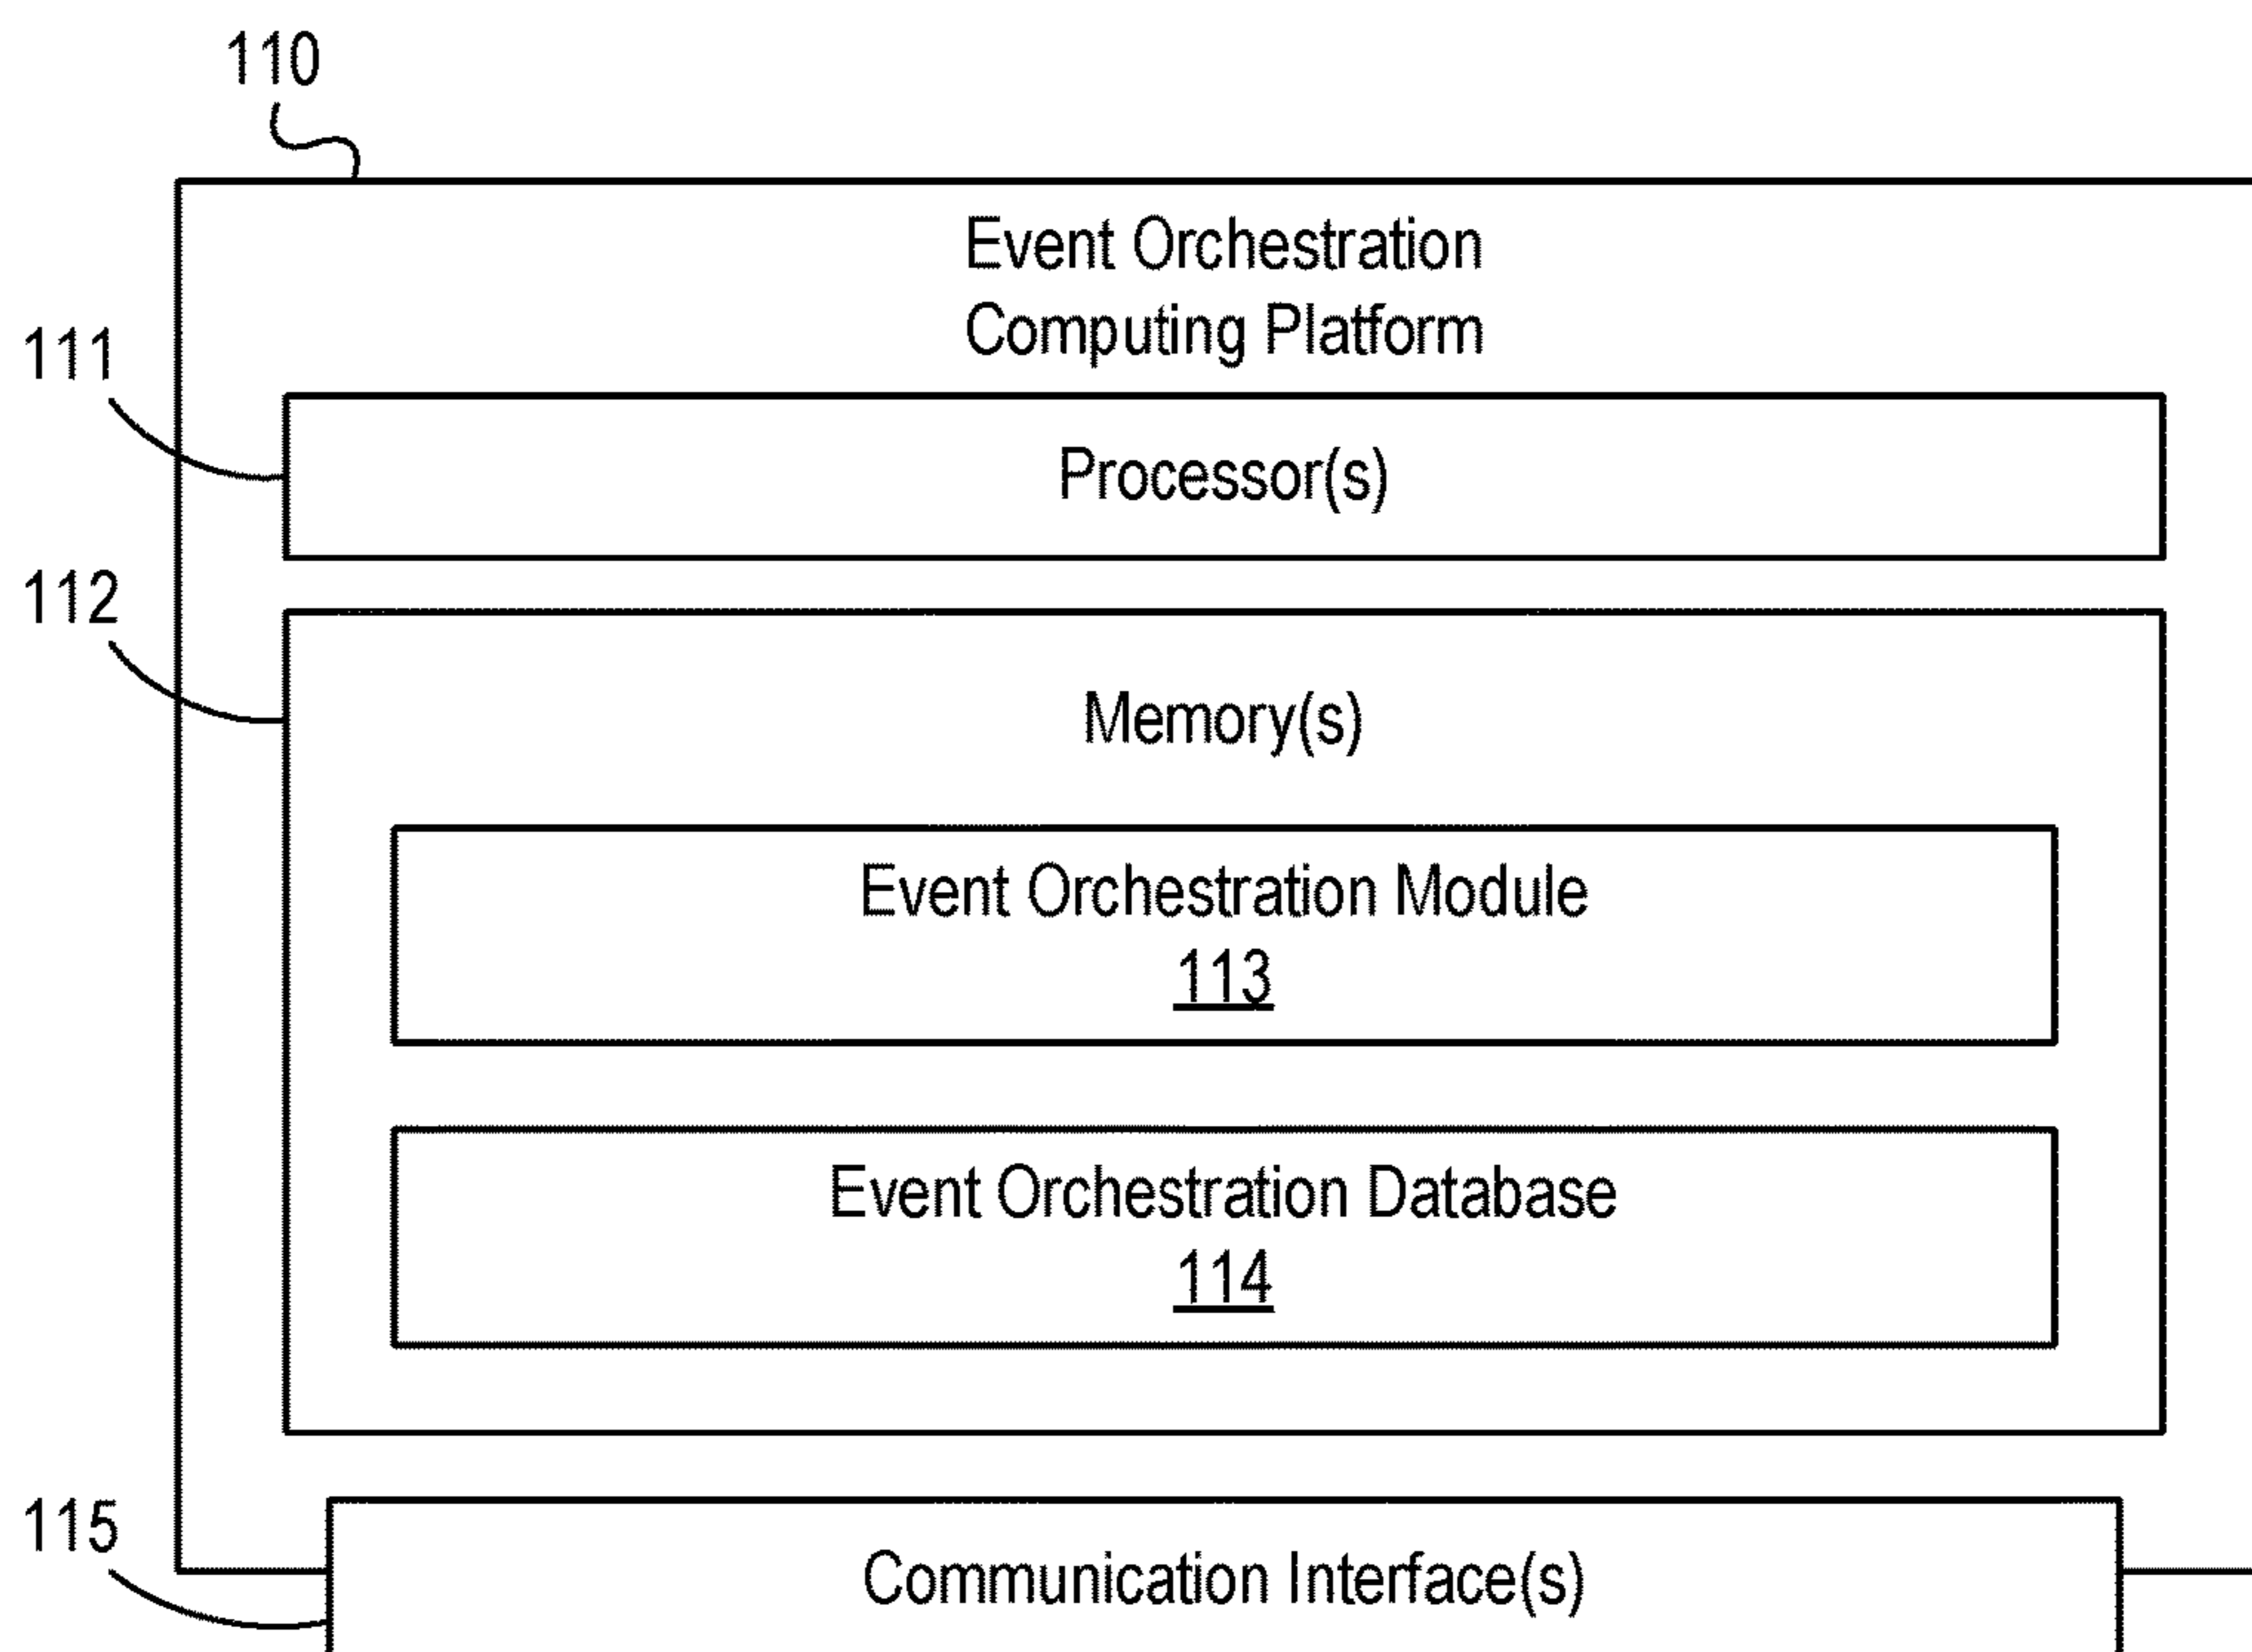 110
Event Orchestration
Computing Platform
111
Processor(s)
112
Memory(s)
Event Orchestration Module
113
Event Orchestration Database
114
115
Communication Interface(s)